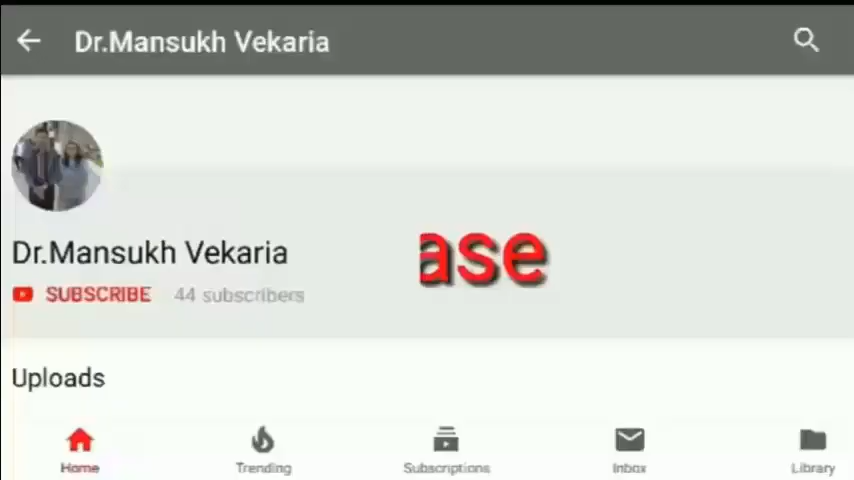 Dr.Mansukh Vekaria
Dr.Mansukh Vekaria
ase
SUBSCRIBE 44 subscribers
Uploads
Home Trending Subscriptions Inbox Library